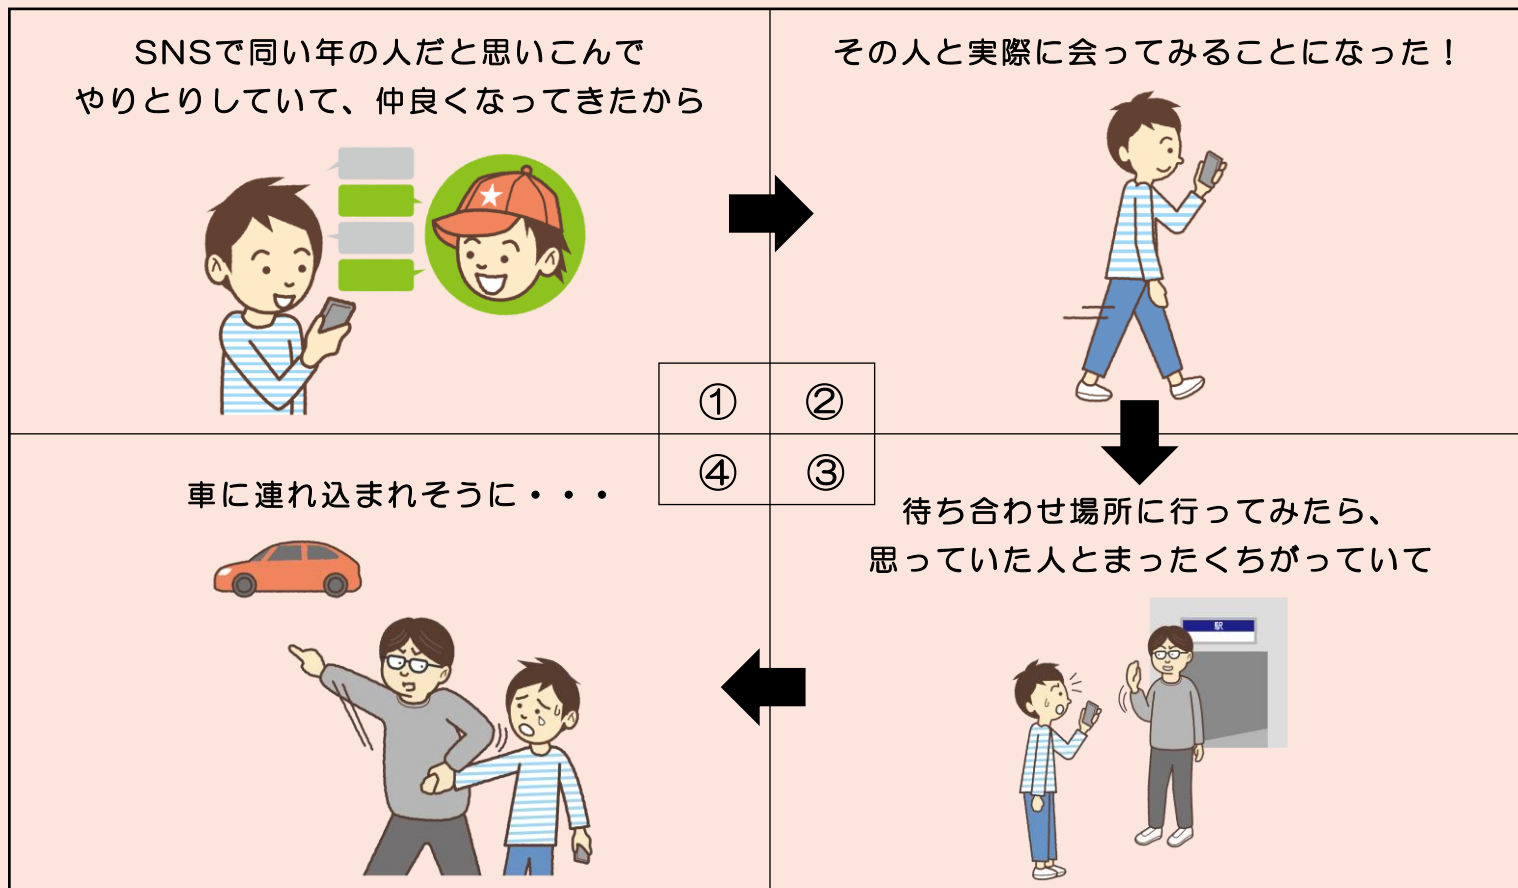 SNSで同い年の人だと思いこんで
やりとりしていて、仲良くなってきたから
その人と実際に会ってみることになった！
①
②
④
③
待ち合わせ場所に行ってみたら、
思っていた人とまったくちがっていて
駅
車に連れ込まれそうに・・・